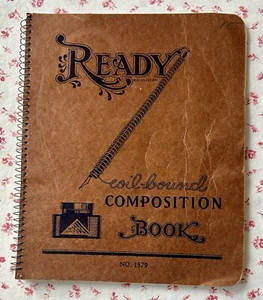 READY
coil-bound
COMPOSITION
BOOK
NO. 1579